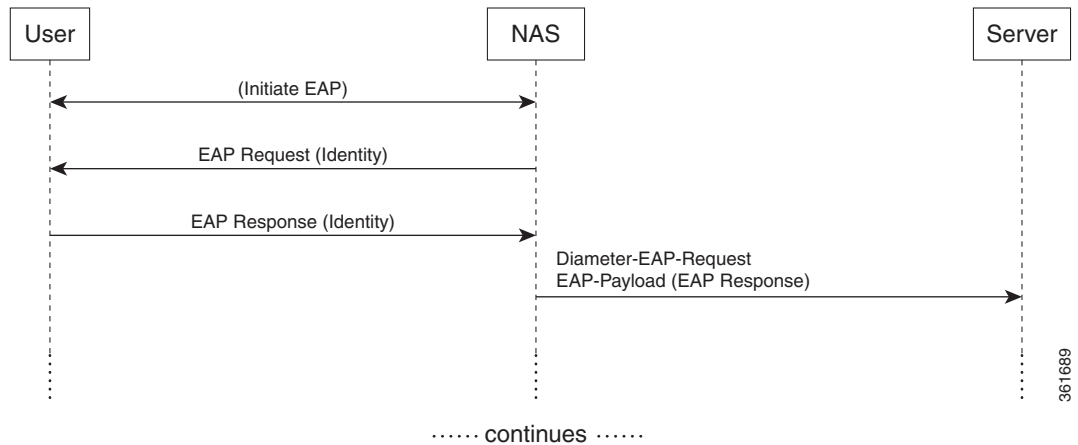 User
NAS
Server
(Initiate EAP)
EAP Request (Identity)
EAP Response (Identity)
Diameter-EAP-Request
EAP-Payload (EAP Response)
361689
······ continues ······